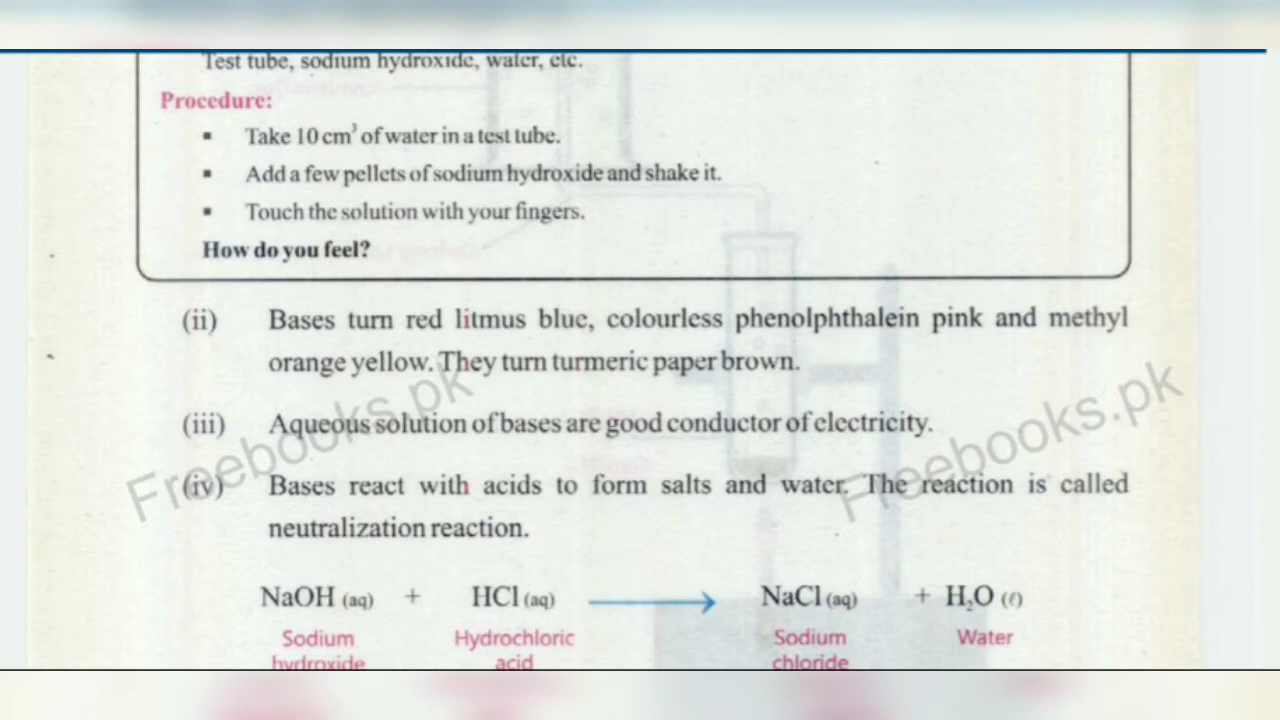 Test tube, sodium hydroxide, water, etc.
Procedure:
▪ Take 10 cm³ of water in a test tube.
▪ Add a few pellets of sodium hydroxide and shake it.
▪ Touch the solution with your fingers.
How do you feel?
(ii) Bases turn red litmus blue, colourless phenolphthalein pink and methyl
orange yellow. They turn turmeric paper brown.
(iii) Aqueous solution of bases are good conductor of electricity.
(iv) Bases react with acids to form salts and water. The reaction is called
neutralization reaction.
NaOH (aq) + HCl (aq) ⟶ NaCl (aq) + H₂O (ℓ)
Sodium Hydrochloric Sodium Water
hydroxide acid chloride
Freebooks.pk
Freebooks.pk